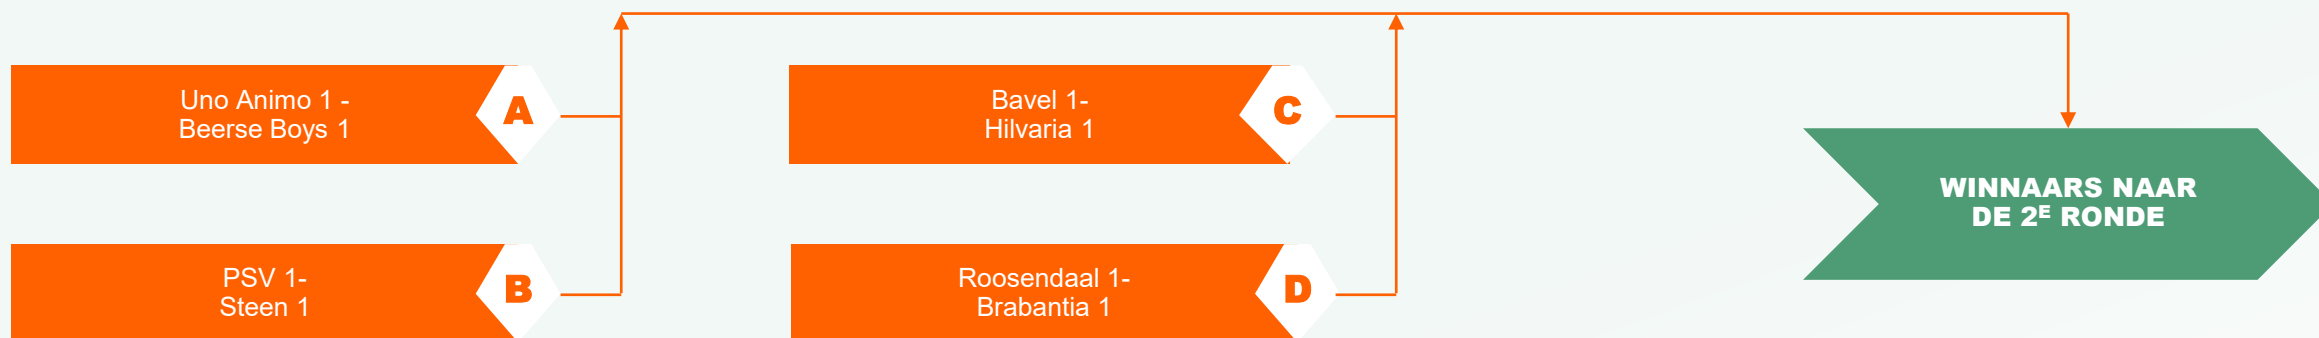 Uno Animo 1 -
Beerse Boys 1
A
Bavel 1-
Hilvaria 1
C
WINNAARS NAAR
DE 2E RONDE
PSV 1-
Steen 1
B
Roosendaal 1-
Brabantia 1
D